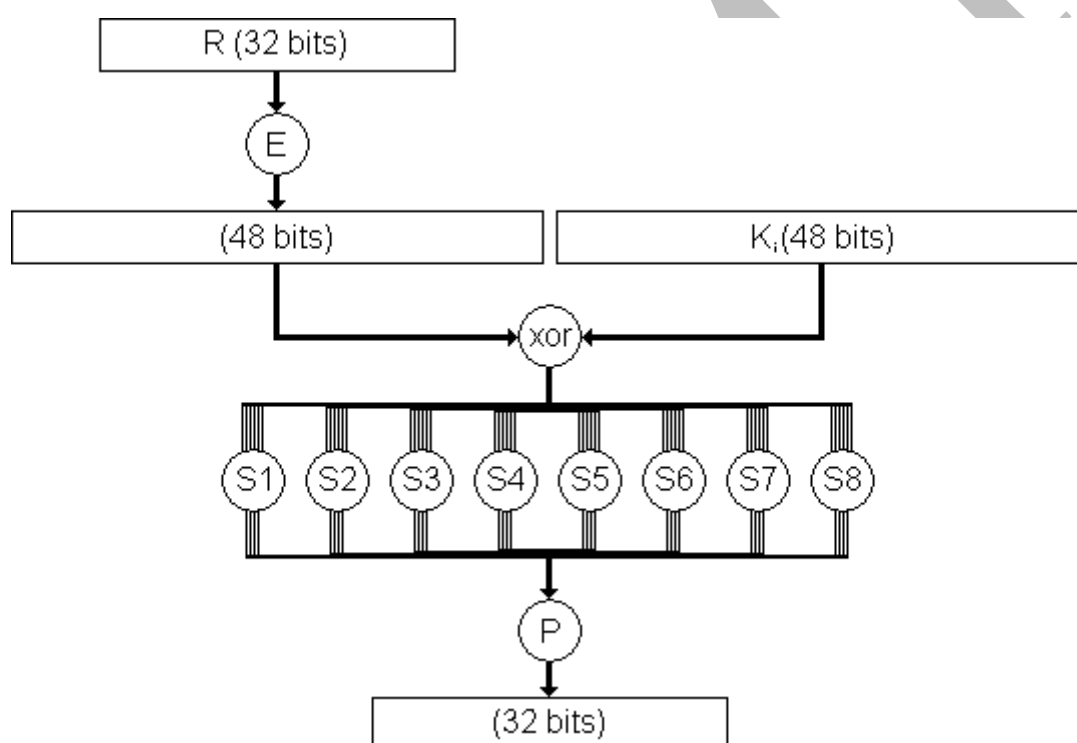 R (32 bits)
E
(48 bits)
Ki(48 bits)
xor
S1 S2 S3 S4 S5 S6 S7 S8
P
(32 bits)